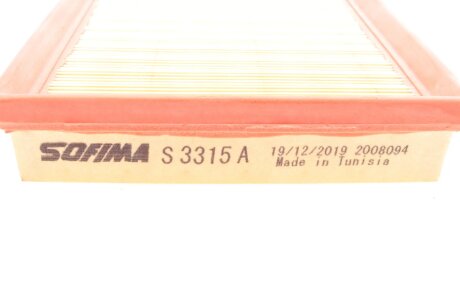 SOFIMA S 3315 A 19/12/2019 2008094
Made in Tunisia